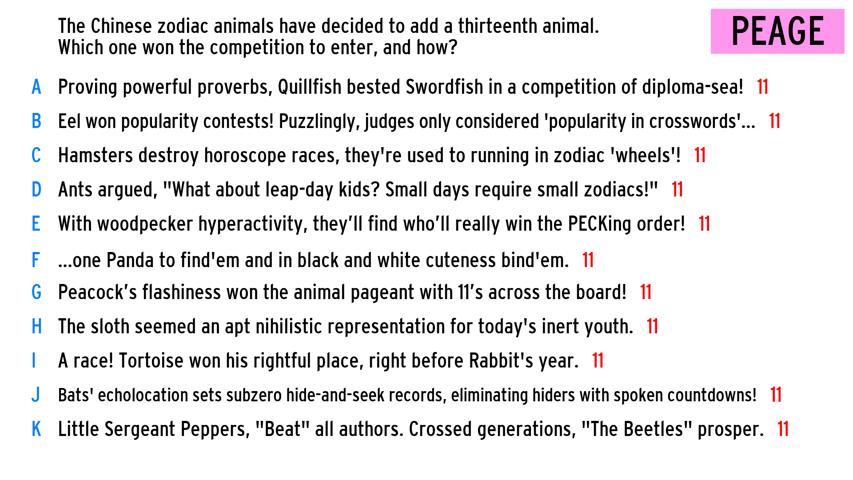 The Chinese zodiac animals have decided to add a thirteenth animal.
Which one won the competition to enter, and how?
PEAGE
A Proving powerful proverbs, Quillfish bested Swordfish in a competition of diploma-sea! 11
B Eel won popularity contests! Puzzlingly, judges only considered 'popularity in crosswords'... 11
C Hamsters destroy horoscope races, they're used to running in zodiac 'wheels'! 11
D Ants argued, "What about leap-day kids? Small days require small zodiacs!" 11
E With woodpecker hyperactivity, they’ll find who’ll really win the PECKing order! 11
F ...one Panda to find'em and in black and white cuteness bind'em. 11
G Peacock’s flashiness won the animal pageant with 11’s across the board! 11
H The sloth seemed an apt nihilistic representation for today's inert youth. 11
I A race! Tortoise won his rightful place, right before Rabbit's year. 11
J Bats' echolocation sets subzero hide-and-seek records, eliminating hiders with spoken countdowns! 11
K Little Sergeant Peppers, "Beat" all authors. Crossed generations, "The Beetles" prosper. 11